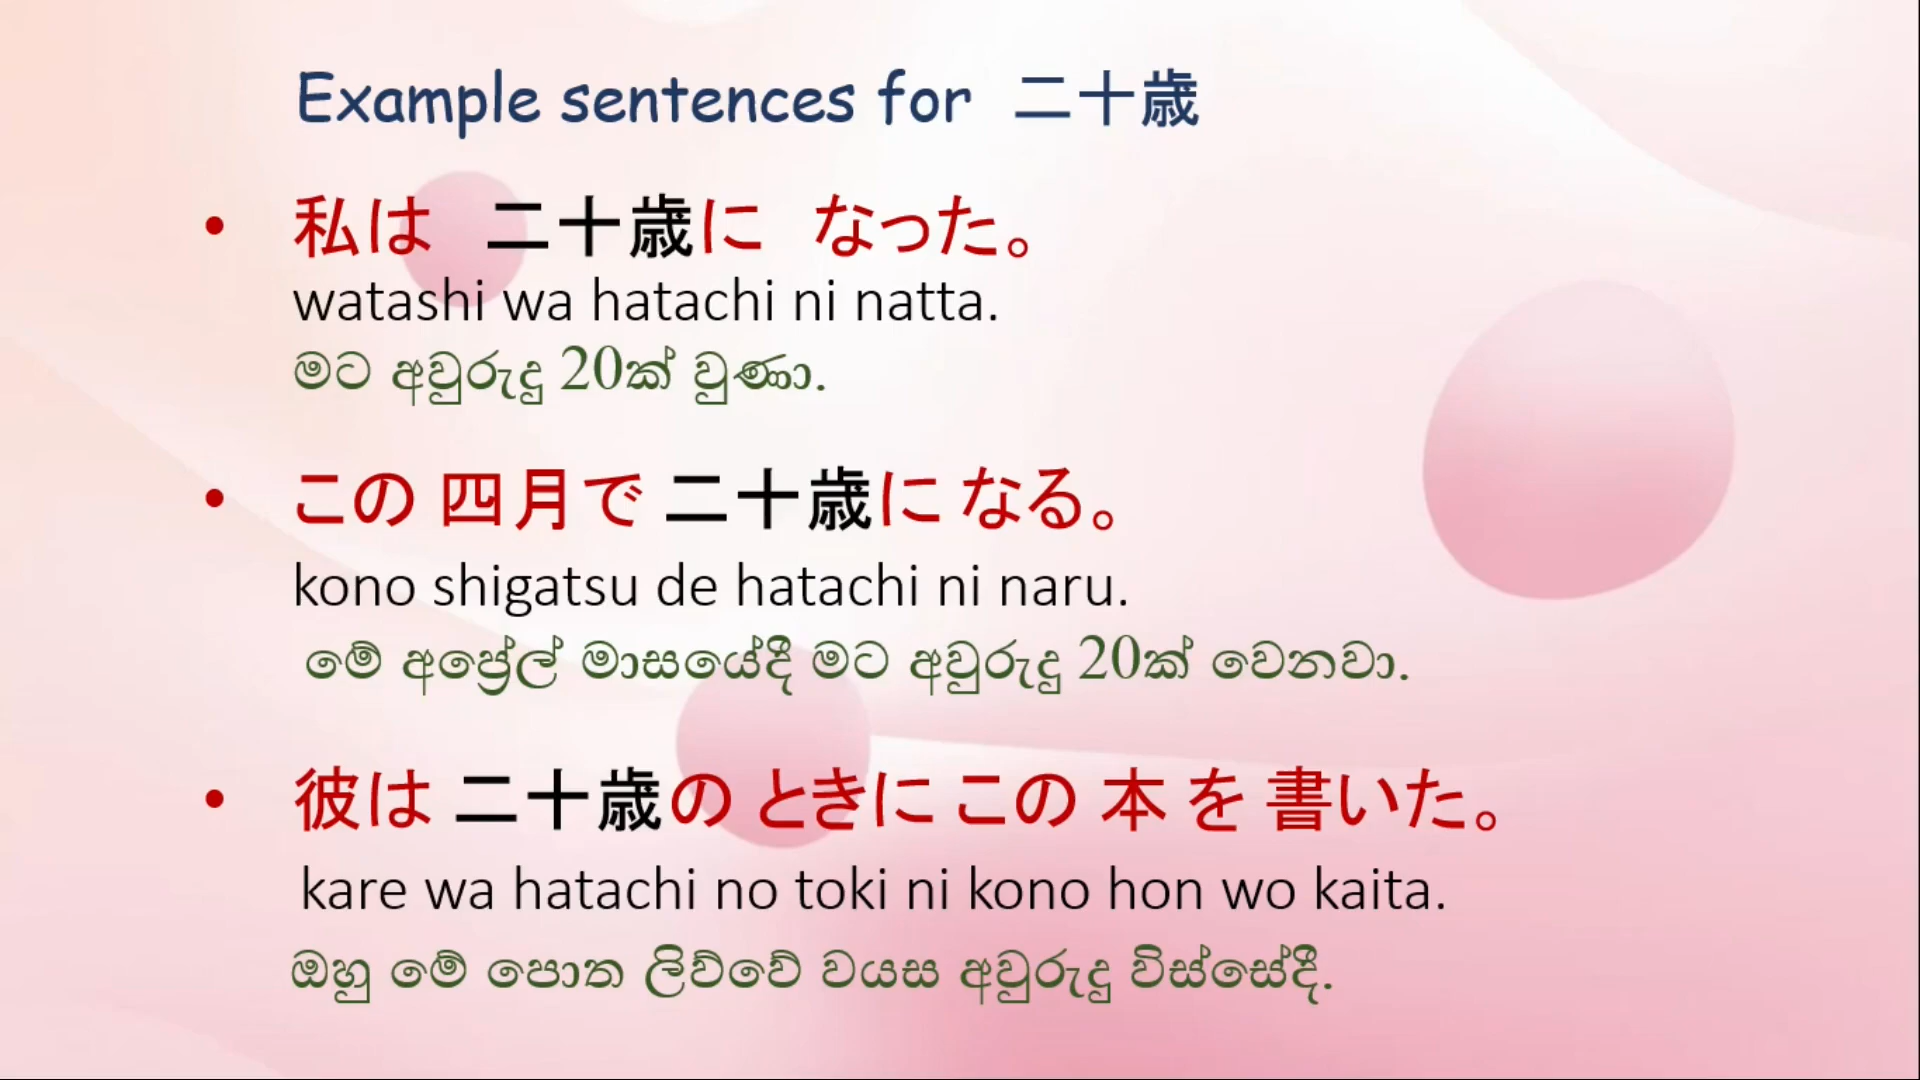 Example sentences for 二十歳
• 私は 二十歳に なった。
watashi wa hatachi ni natta.
මට අවුරුදු 20ක් වුණා.
• この 四月で 二十歳に なる。
kono shigatsu de hatachi ni naru.
මේ අප්‍රේල් මාසයේදී මට අවුරුදු 20ක් වෙනවා.
• 彼は 二十歳の ときに この 本 を 書いた。
kare wa hatachi no toki ni kono hon wo kaita.
ඔහු මේ පොත ලිව්වේ වයස අවුරුදු විස්සේදී.